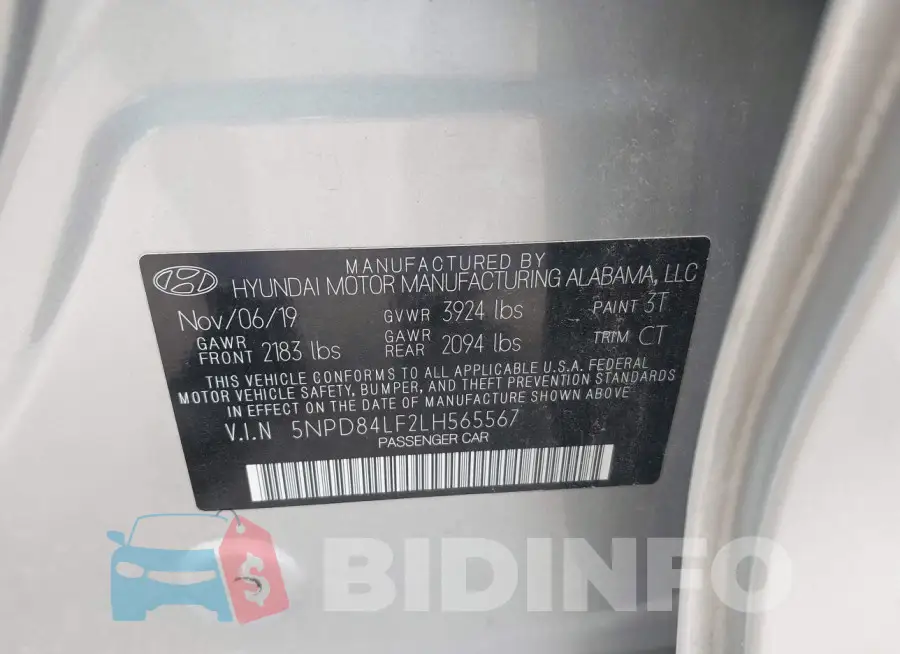 MANUFACTURED BY
HYUNDAI MOTOR MANUFACTURING ALABAMA, LLC
Nov/06/19 GVWR 3924 lbs PAINT 3T
GAWR FRONT 2183 lbs GAWR REAR 2094 lbs TRIM CT
THIS VEHICLE CONFORMS TO ALL APPLICABLE U.S.A. FEDERAL
MOTOR VEHICLE SAFETY, BUMPER, AND THEFT PREVENTION STANDARDS
IN EFFECT ON THE DATE OF MANUFACTURE SHOWN ABOVE
V.I.N 5NPD84LF2LH565567
PASSENGER CAR
$ BIDINFO